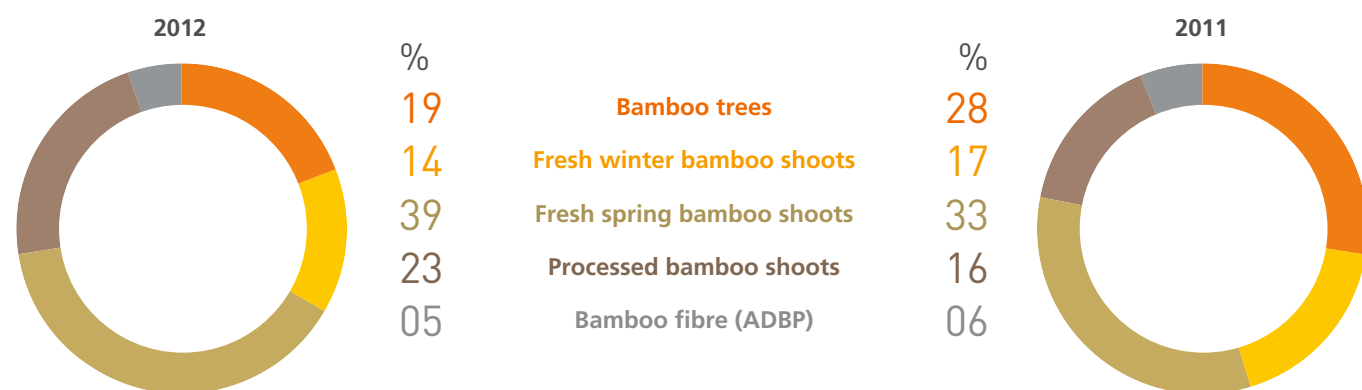 2012
2011
% %
19 Bamboo trees 28
14 Fresh winter bamboo shoots 17
39 Fresh spring bamboo shoots 33
23 Processed bamboo shoots 16
05 Bamboo fibre (ADBP) 06